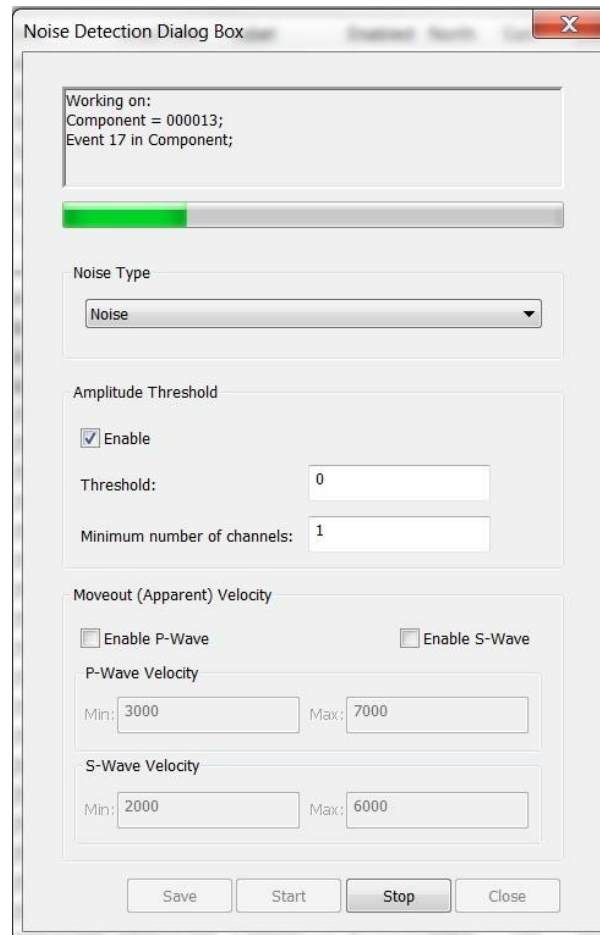 Noise Detection Dialog Box
Enabled North
Working on:
Component = 000013;
Event 17 in Component;
Noise Type
Noise
Amplitude Threshold
Enable
Threshold: 0
Minimum number of channels: 1
Moveout (Apparent) Velocity
Enable P-Wave Enable S-Wave
P-Wave Velocity
Min: 3000 Max: 7000
S-Wave Velocity
Min: 2000 Max: 6000
Save Start Stop Close